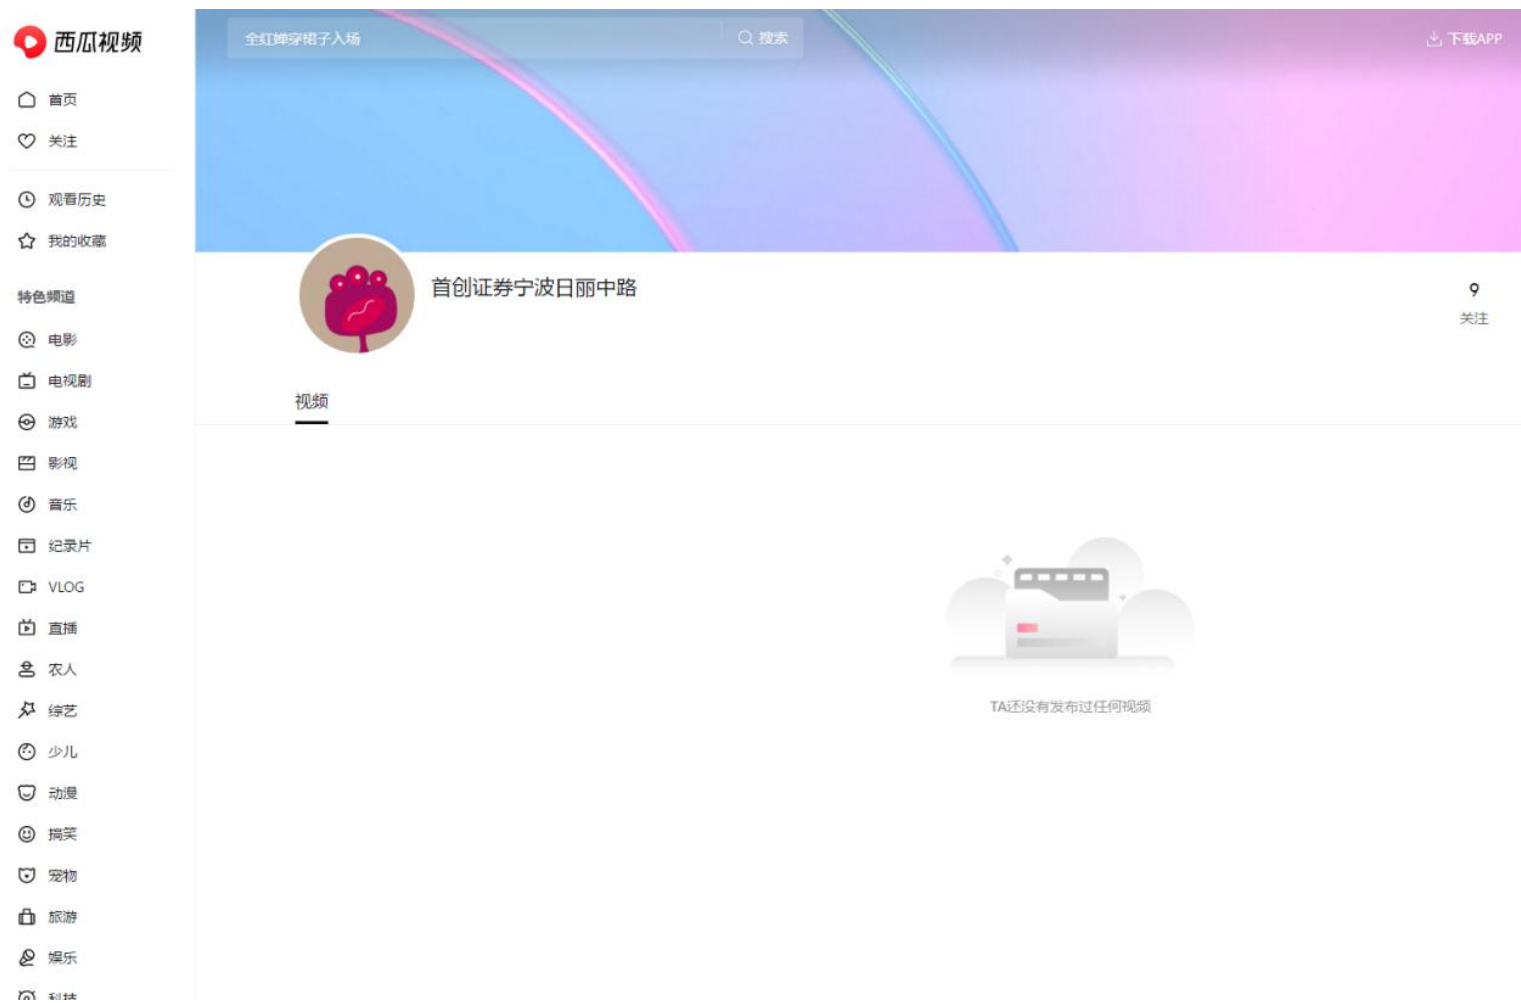 西瓜视频
全红婵穿裙子入场
搜索
下载APP
首页
关注
观看历史
我的收藏
特色频道
电影
电视剧
游戏
影视
音乐
纪录片
VLOG
直播
农人
综艺
少儿
动漫
搞笑
宠物
旅游
娱乐
科技
首创证券宁波日丽中路
9
关注
视频
TA还没有发布过任何视频